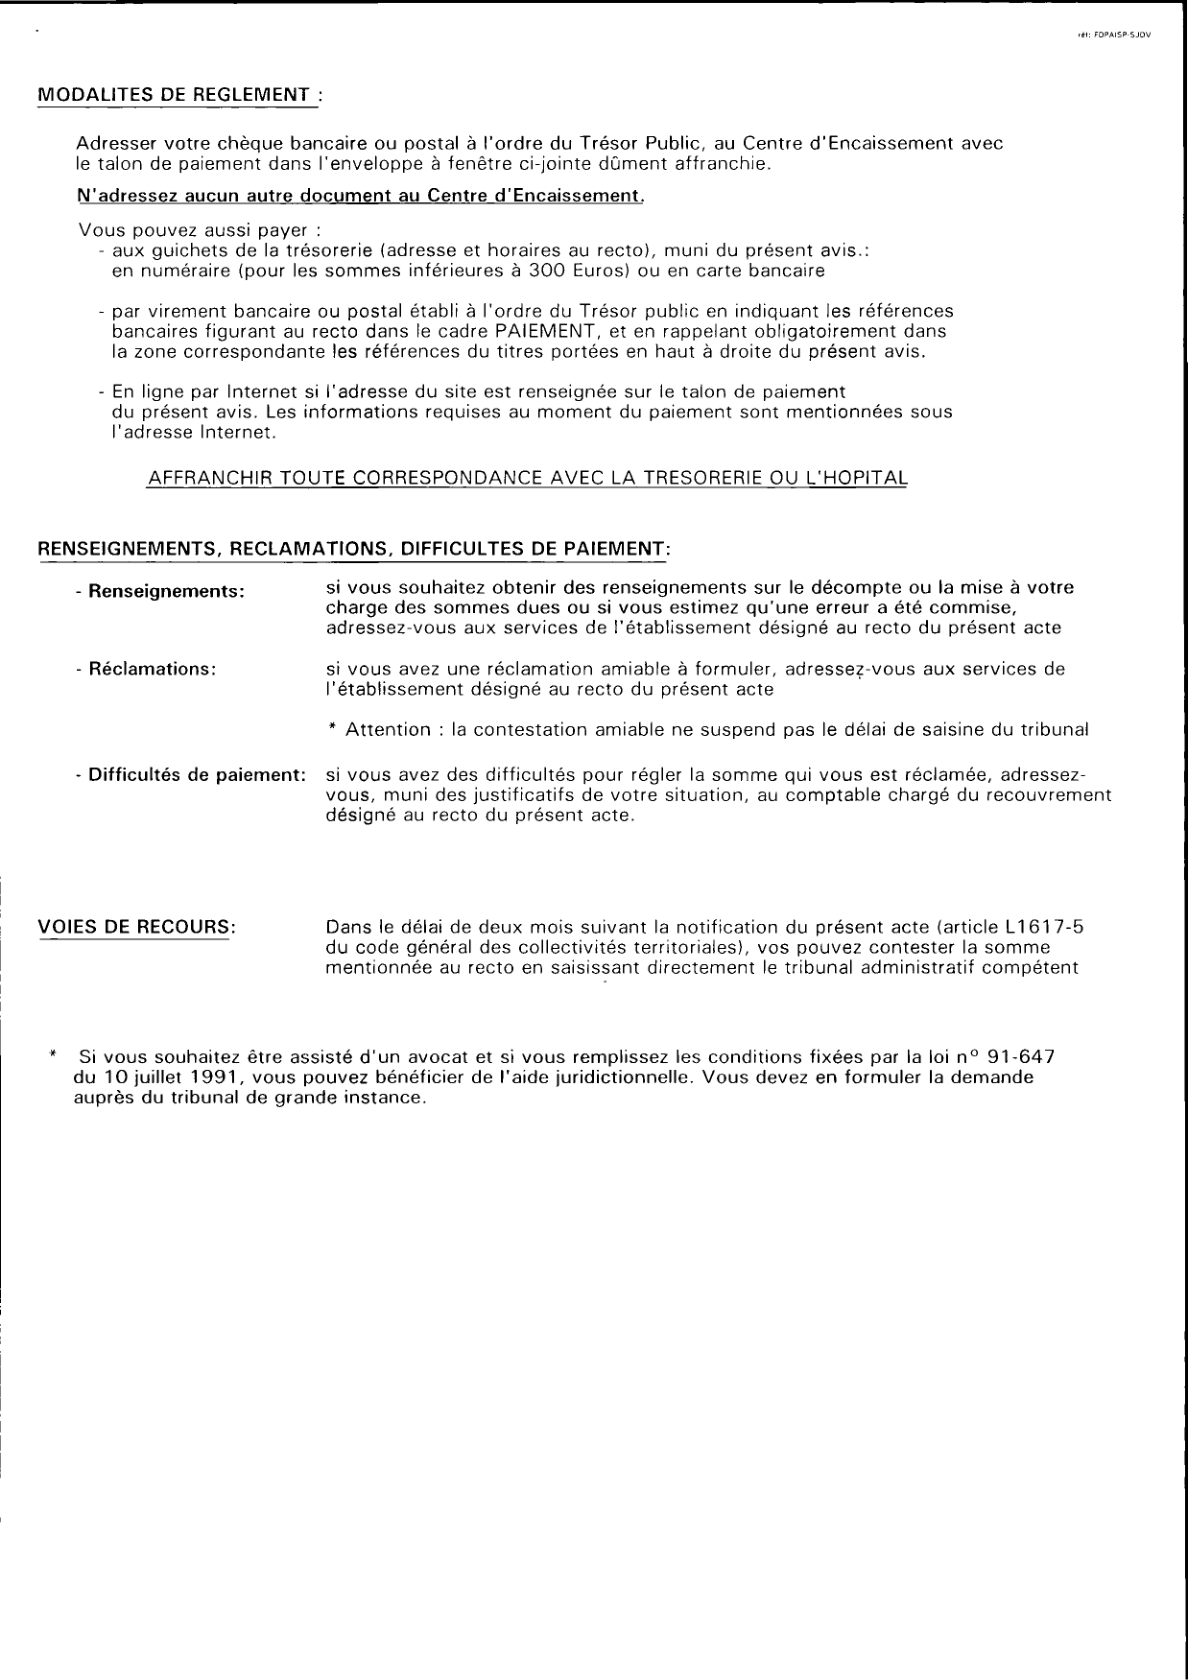 réf: FDPAISP-SJDV
MODALITES DE REGLEMENT :
Adresser votre chèque bancaire ou postal à l'ordre du Trésor Public, au Centre d'Encaissement avec
le talon de paiement dans l'enveloppe à fenêtre ci-jointe dûment affranchie.
N'adressez aucun autre document au Centre d'Encaissement.
Vous pouvez aussi payer :
- aux guichets de la trésorerie (adresse et horaires au recto), muni du présent avis.:
en numéraire (pour les sommes inférieures à 300 Euros) ou en carte bancaire
- par virement bancaire ou postal établi à l'ordre du Trésor public en indiquant les références
bancaires figurant au recto dans le cadre PAIEMENT, et en rappelant obligatoirement dans
la zone correspondante les références du titres portées en haut à droite du présent avis.
- En ligne par Internet si l'adresse du site est renseignée sur le talon de paiement
du présent avis. Les informations requises au moment du paiement sont mentionnées sous
l'adresse Internet.
AFFRANCHIR TOUTE CORRESPONDANCE AVEC LA TRESORERIE OU L'HOPITAL
RENSEIGNEMENTS, RECLAMATIONS, DIFFICULTES DE PAIEMENT:
- Renseignements: si vous souhaitez obtenir des renseignements sur le décompte ou la mise à votre
charge des sommes dues ou si vous estimez qu'une erreur a été commise,
adressez-vous aux services de l'établissement désigné au recto du présent acte
- Réclamations: si vous avez une réclamation amiable à formuler, adressez-vous aux services de
l'établissement désigné au recto du présent acte
* Attention : la contestation amiable ne suspend pas le délai de saisine du tribunal
- Difficultés de paiement: si vous avez des difficultés pour régler la somme qui vous est réclamée, adressez-
vous, muni des justificatifs de votre situation, au comptable chargé du recouvrement
désigné au recto du présent acte.
VOIES DE RECOURS: Dans le délai de deux mois suivant la notification du présent acte (article L1617-5
du code général des collectivités territoriales), vos pouvez contester la somme
mentionnée au recto en saisissant directement le tribunal administratif compétent
* Si vous souhaitez être assisté d'un avocat et si vous remplissez les conditions fixées par la loi n° 91-647
du 10 juillet 1991, vous pouvez bénéficier de l'aide juridictionnelle. Vous devez en formuler la demande
auprès du tribunal de grande instance.